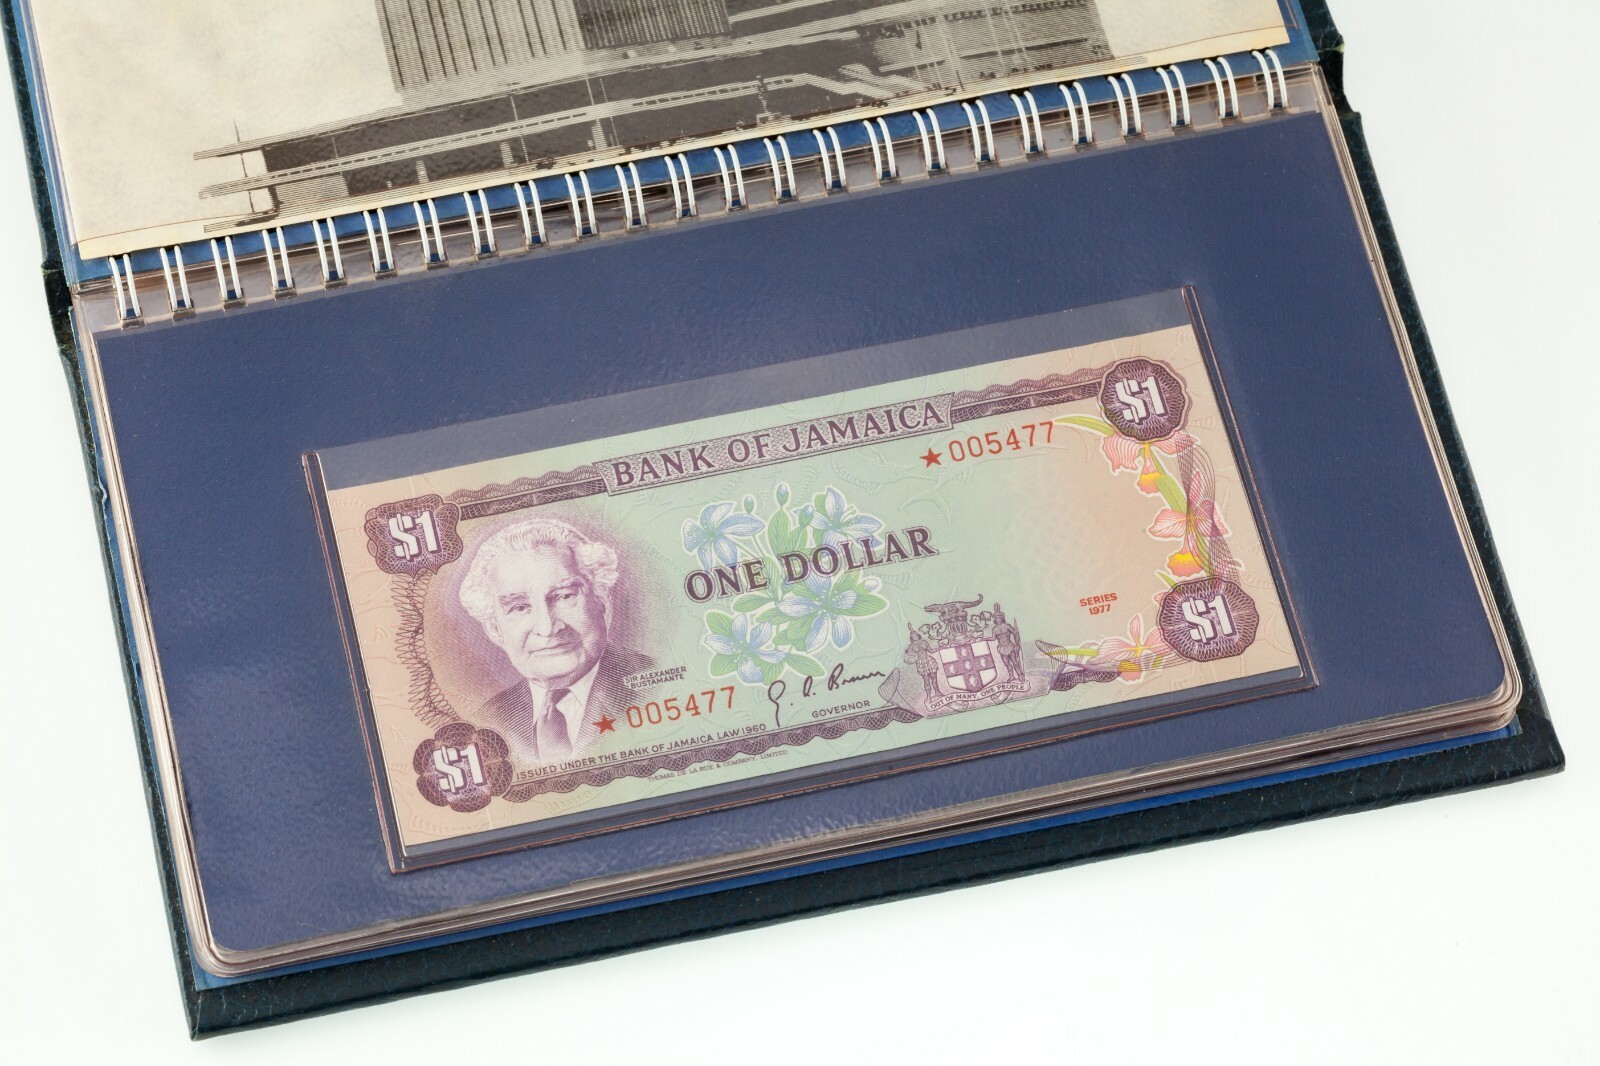 BANK OF JAMAICA
$1
★005477
$1
ONE DOLLAR
SERIES
1977
$1
SIR ALEXANDER
BUSTAMANTE
★005477
G. A. Brown
GOVERNOR
OUT OF MANY, ONE PEOPLE
$1
ISSUED UNDER THE BANK OF JAMAICA LAW 1960
THOMAS DE LA RUE & COMPANY, LIMITED.